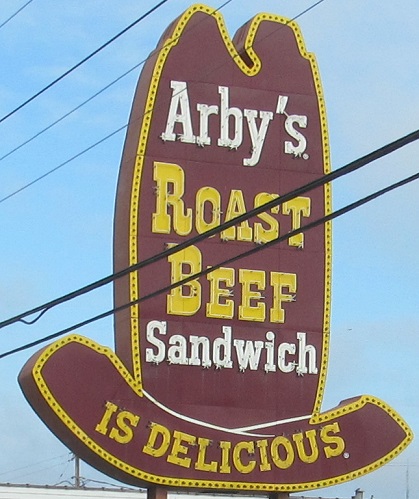 Arby's
ROAST
BEEF
Sandwich
IS DELICIOUS